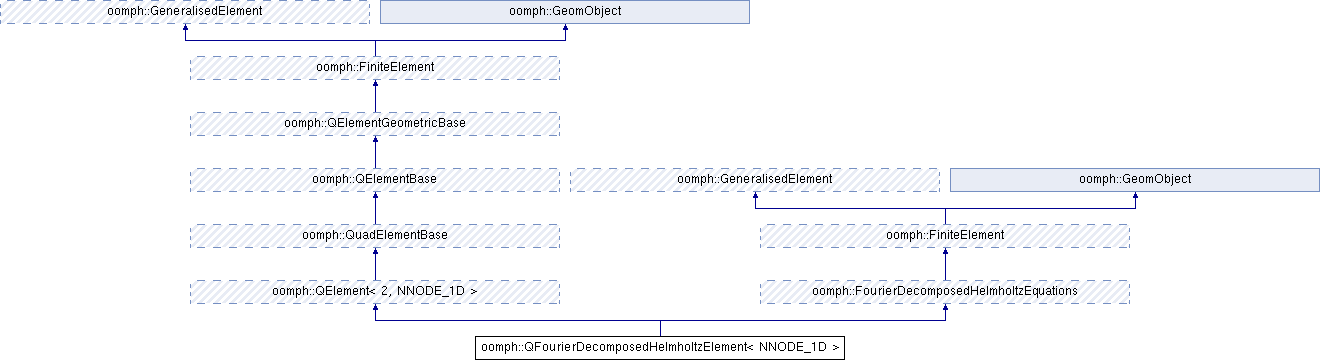 oomph::GeneralisedElement
oomph::GeomObject
oomph::FiniteElement
oomph::QElementGeometricBase
oomph::QElementBase
oomph::GeneralisedElement
oomph::GeomObject
oomph::QuadElementBase
oomph::FiniteElement
oomph::QElement< 2, NNODE_1D >
oomph::FourierDecomposedHelmholtzEquations
oomph::QFourierDecomposedHelmholtzElement< NNODE_1D >